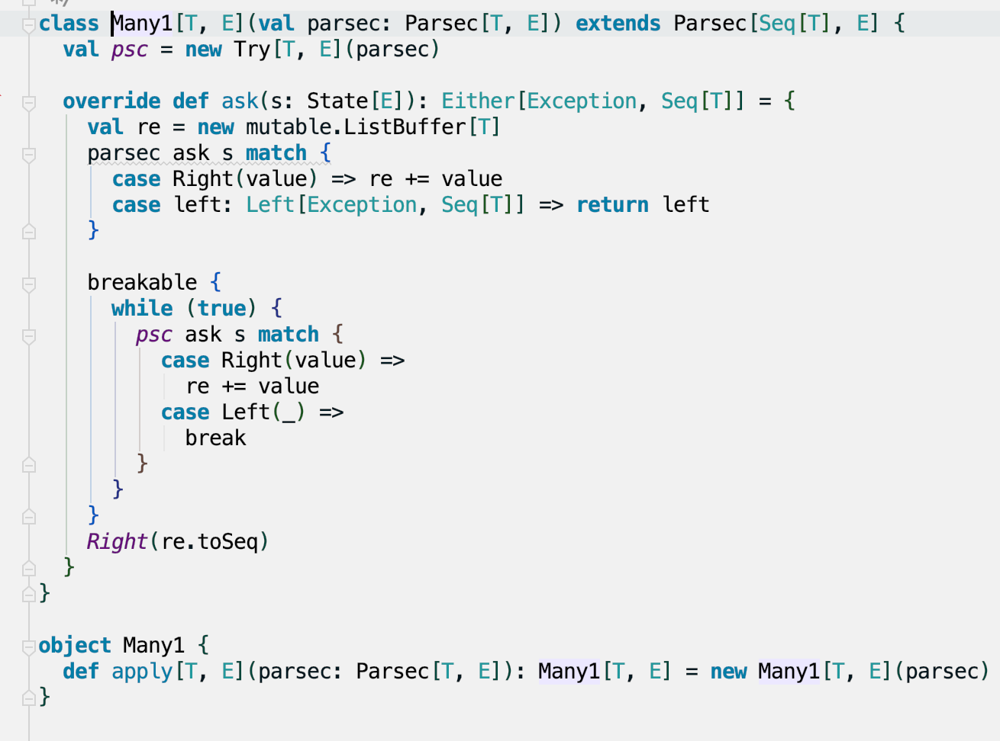 */
class Many1[T, E](val parsec: Parsec[T, E]) extends Parsec[Seq[T], E] {
  val psc = new Try[T, E](parsec)

  override def ask(s: State[E]): Either[Exception, Seq[T]] = {
    val re = new mutable.ListBuffer[T]
    parsec ask s match {
      case Right(value) => re += value
      case left: Left[Exception, Seq[T]] => return left
    }

    breakable {
      while (true) {
        psc ask s match {
          case Right(value) =>
            re += value
          case Left(_) =>
            break
        }
      }
    }
    Right(re.toSeq)
  }
}

object Many1 {
  def apply[T, E](parsec: Parsec[T, E]): Many1[T, E] = new Many1[T, E](parsec)
}